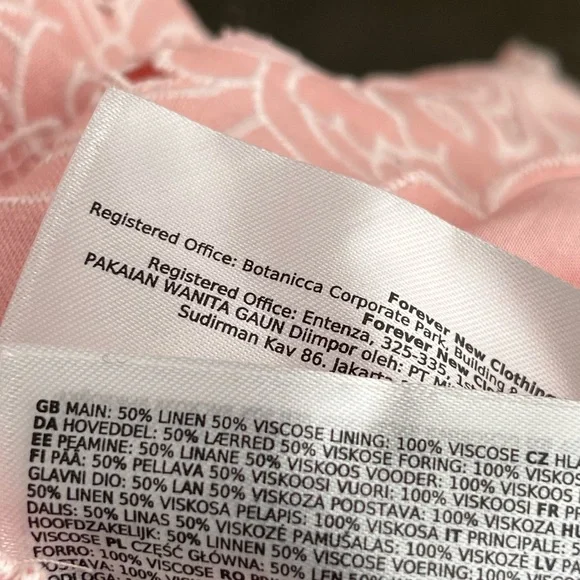 Forever New Clothing
Registered Office: Botanicca Corporate Park, Building
Forever New
Registered Office: Entenza, 325-335, 1st
PAKAIAN WANITA GAUN Diimpor oleh: PT
Sudirman Kav 86. Jakarta
GB MAIN: 50% LINEN 50% VISCOSE LINING: 100% VISCOSE CZ
DA HOVEDDEL: 50% LÆRRED 50% VISKOSE FORING: 100%
EE PEAMINE: 50% LINANE 50% VISKOOS VOODER: 100% VISKOOS
FI PÄÄ: 50% PELLAVA 50% VISKOOSI VUORI: 100% VISKOOSI FR
GLAVNI DIO: 50% LAN 50% VISKOZA PODSTAVA: 100% VISKOZA
50% LINEN 50% VISKOSA PELAPIS: 100% VISKOSA IT PRINCIPALE:
DALIS: 50% LINAS 50% VISKOZĖ PAMUŠALAS: 100% VISKOZĖ LV
HOOFDZAKELIJK: 50% LINNEN 50% VISCOSE VOERING: 100%
VISCOSE PL CZĘŚĆ GŁÓWNA: 50% LEN
FORRO: 100% VISCOSE RO